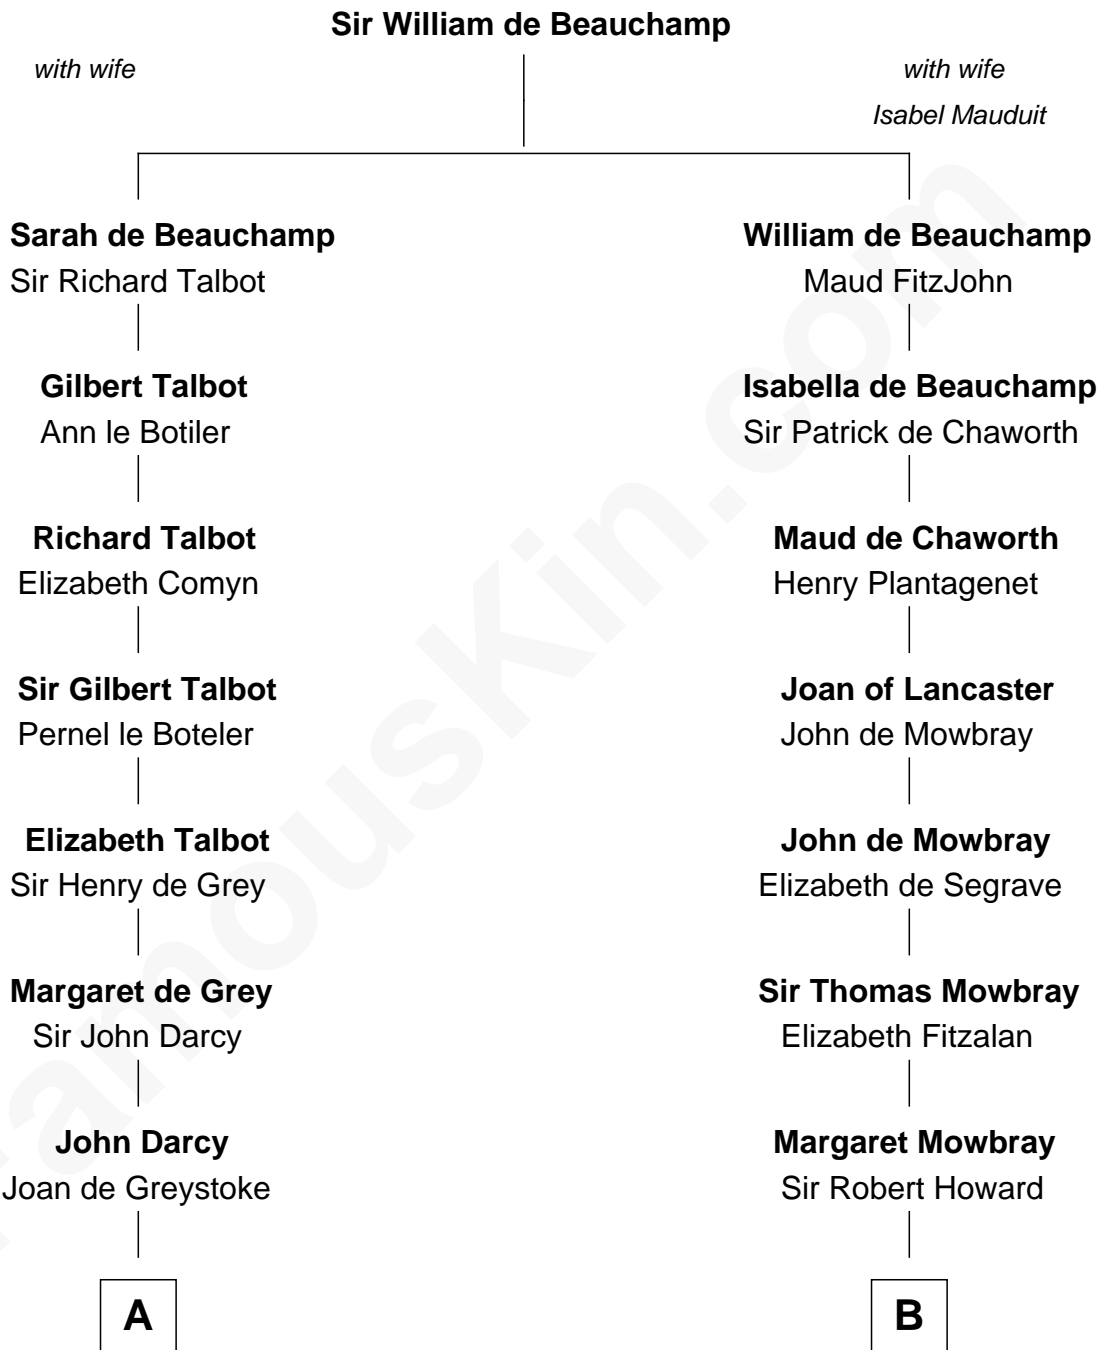 Sir William de Beauchamp
with wife
with wife
Isabel Mauduit
Sarah de Beauchamp
Sir Richard Talbot
William de Beauchamp
Maud FitzJohn
Gilbert Talbot
Ann le Botiler
Isabella de Beauchamp
Sir Patrick de Chaworth
Richard Talbot
Elizabeth Comyn
Maud de Chaworth
Henry Plantagenet
Sir Gilbert Talbot
Pernel le Boteler
Joan of Lancaster
John de Mowbray
Elizabeth Talbot
Sir Henry de Grey
John de Mowbray
Elizabeth de Segrave
Margaret de Grey
Sir John Darcy
Sir Thomas Mowbray
Elizabeth Fitzalan
John Darcy
Joan de Greystoke
Margaret Mowbray
Sir Robert Howard
A
B
FamousKin.com